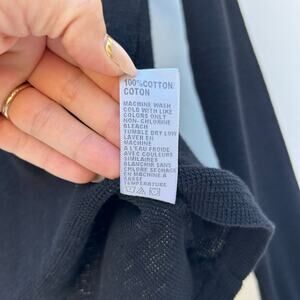 100%COTTON/
COTON
MACHINE WASH
COLD WITH LIKE
COLORS ONLY
NON-CHLORINE
BLEACH
TUMBLE DRY LOW
LAVER EN
MACHINE
A L'EAU FROIDE
AVEC COULEURS
SIMILAIRES
BLANCHIR SANS
CHLORE SECHAGE
EN MACHINE A
BASSE
TEMPERATURE